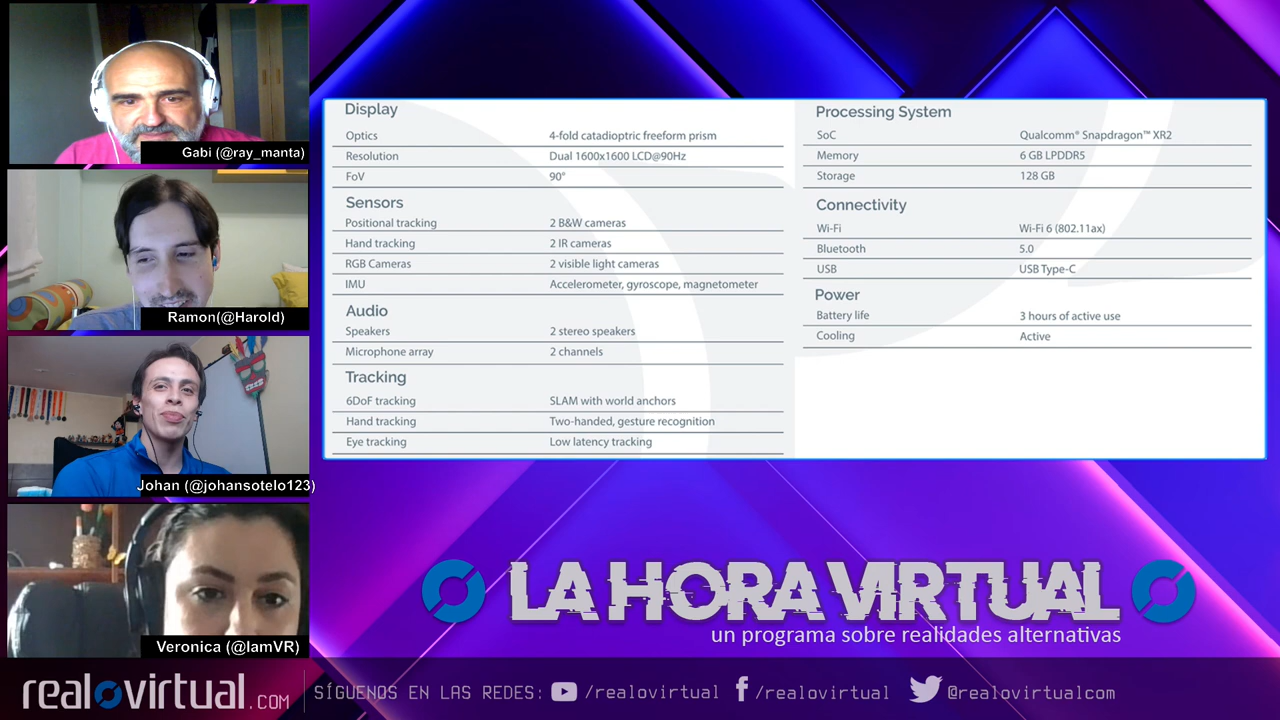 Gabi (@ray_manta)
Ramon(@Harold)
Johan (@johansotelo123)
Veronica (@IamVR)
Display
Optics 4-fold catadioptric freeform prism
Resolution Dual 1600x1600 LCD@90Hz
FoV 90°
Sensors
Positional tracking 2 B&W cameras
Hand tracking 2 IR cameras
RGB Cameras 2 visible light cameras
IMU Accelerometer, gyroscope, magnetometer
Audio
Speakers 2 stereo speakers
Microphone array 2 channels
Tracking
6DoF tracking SLAM with world anchors
Hand tracking Two-handed, gesture recognition
Eye tracking Low latency tracking
Processing System
SoC Qualcomm® Snapdragon™ XR2
Memory 6 GB LPDDR5
Storage 128 GB
Connectivity
Wi-Fi Wi-Fi 6 (802.11ax)
Bluetooth 5.0
USB USB Type-C
Power
Battery life 3 hours of active use
Cooling Active
LA HORA VIRTUAL
un programa sobre realidades alternativas
realovirtual.com
SÍGUENOS EN LAS REDES: /realovirtual /realovirtual @realovirtualcom